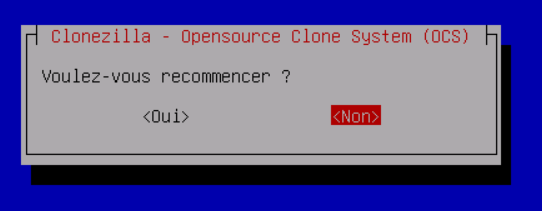 Clonezilla - Opensource Clone System (OCS)
Voulez-vous recommencer ?
<Oui> <Non>